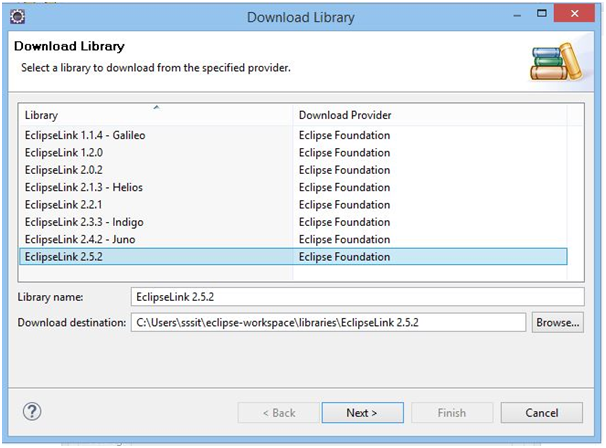 Download Library
Download Library
Select a library to download from the specified provider.
Library Download Provider
EclipseLink 1.1.4 - Galileo Eclipse Foundation
EclipseLink 1.2.0 Eclipse Foundation
EclipseLink 2.0.2 Eclipse Foundation
EclipseLink 2.1.3 - Helios Eclipse Foundation
EclipseLink 2.2.1 Eclipse Foundation
EclipseLink 2.3.3 - Indigo Eclipse Foundation
EclipseLink 2.4.2 - Juno Eclipse Foundation
EclipseLink 2.5.2 Eclipse Foundation
Library name: EclipseLink 2.5.2
Download destination: C:\Users\sssit\eclipse-workspace\libraries\EclipseLink 2.5.2 Browse...
? < Back Next > Finish Cancel